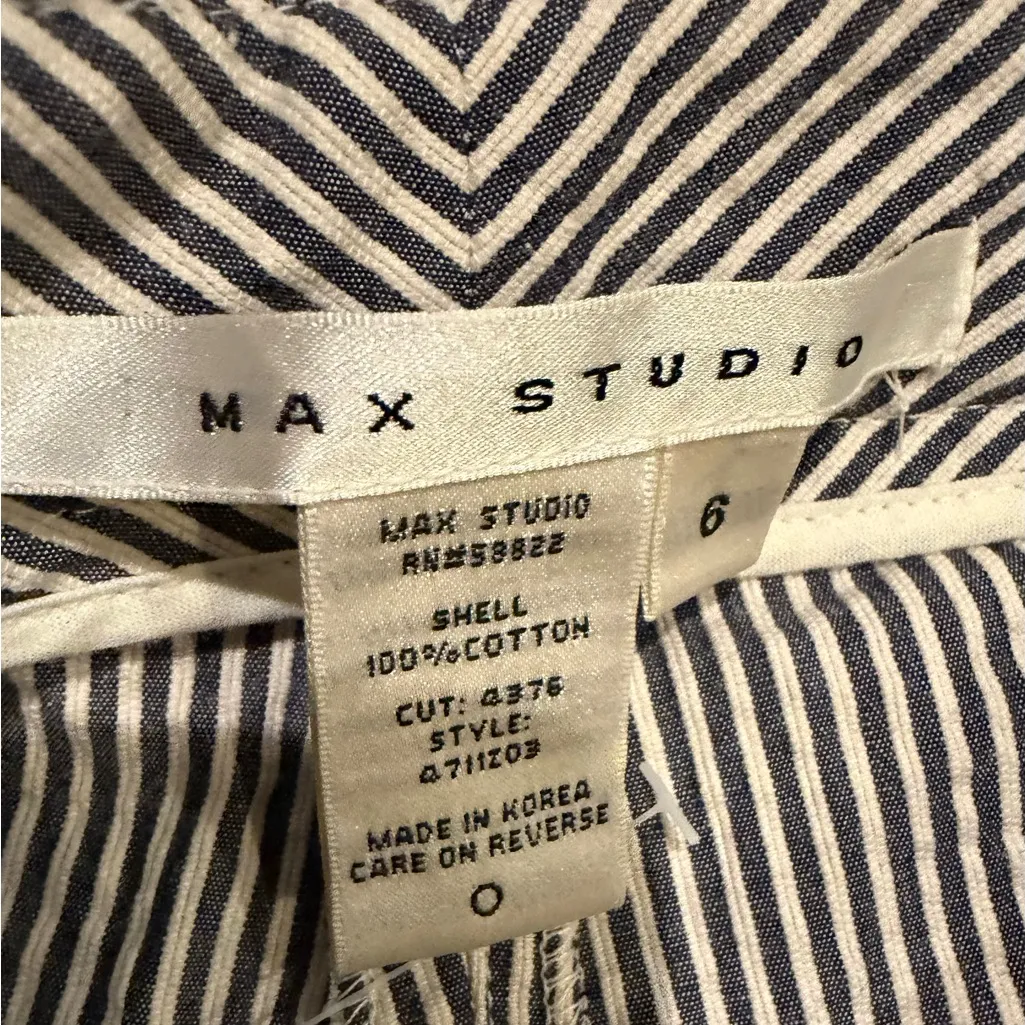 MAX STUDIO
6
MAX STUDIO
RN#58822
SHELL
100%COTTON
CUT: 4376
STYLE:
4711Z03
MADE IN KOREA
CARE ON REVERSE
O